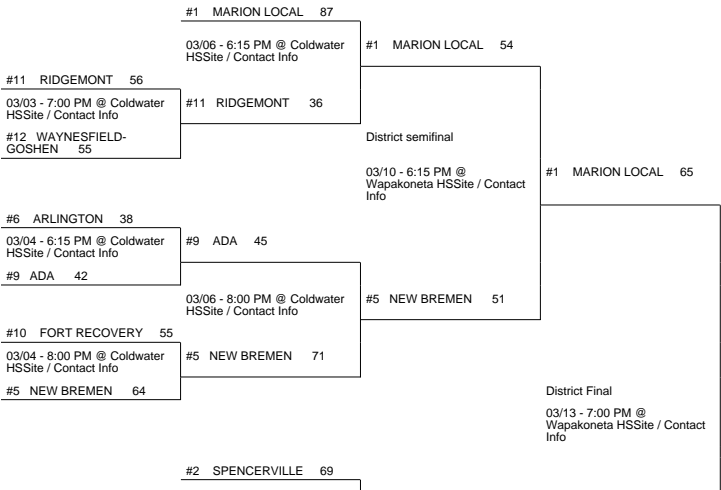 #1 MARION LOCAL 87
03/06 - 6:15 PM @ Coldwater
HSSite / Contact Info
#1 MARION LOCAL 54
#11 RIDGEMONT 56
03/03 - 7:00 PM @ Coldwater
HSSite / Contact Info
#11 RIDGEMONT 36
#12 WAYNESFIELD-
GOSHEN 55
District semifinal
03/10 - 6:15 PM @
Wapakoneta HSSite / Contact
Info
#1 MARION LOCAL 65
#6 ARLINGTON 38
03/04 - 6:15 PM @ Coldwater
HSSite / Contact Info
#9 ADA 45
#9 ADA 42
03/06 - 8:00 PM @ Coldwater
HSSite / Contact Info
#5 NEW BREMEN 51
#10 FORT RECOVERY 55
03/04 - 8:00 PM @ Coldwater
HSSite / Contact Info
#5 NEW BREMEN 71
#5 NEW BREMEN 64
District Final
03/13 - 7:00 PM @
Wapakoneta HSSite / Contact
Info
#2 SPENCERVILLE 69